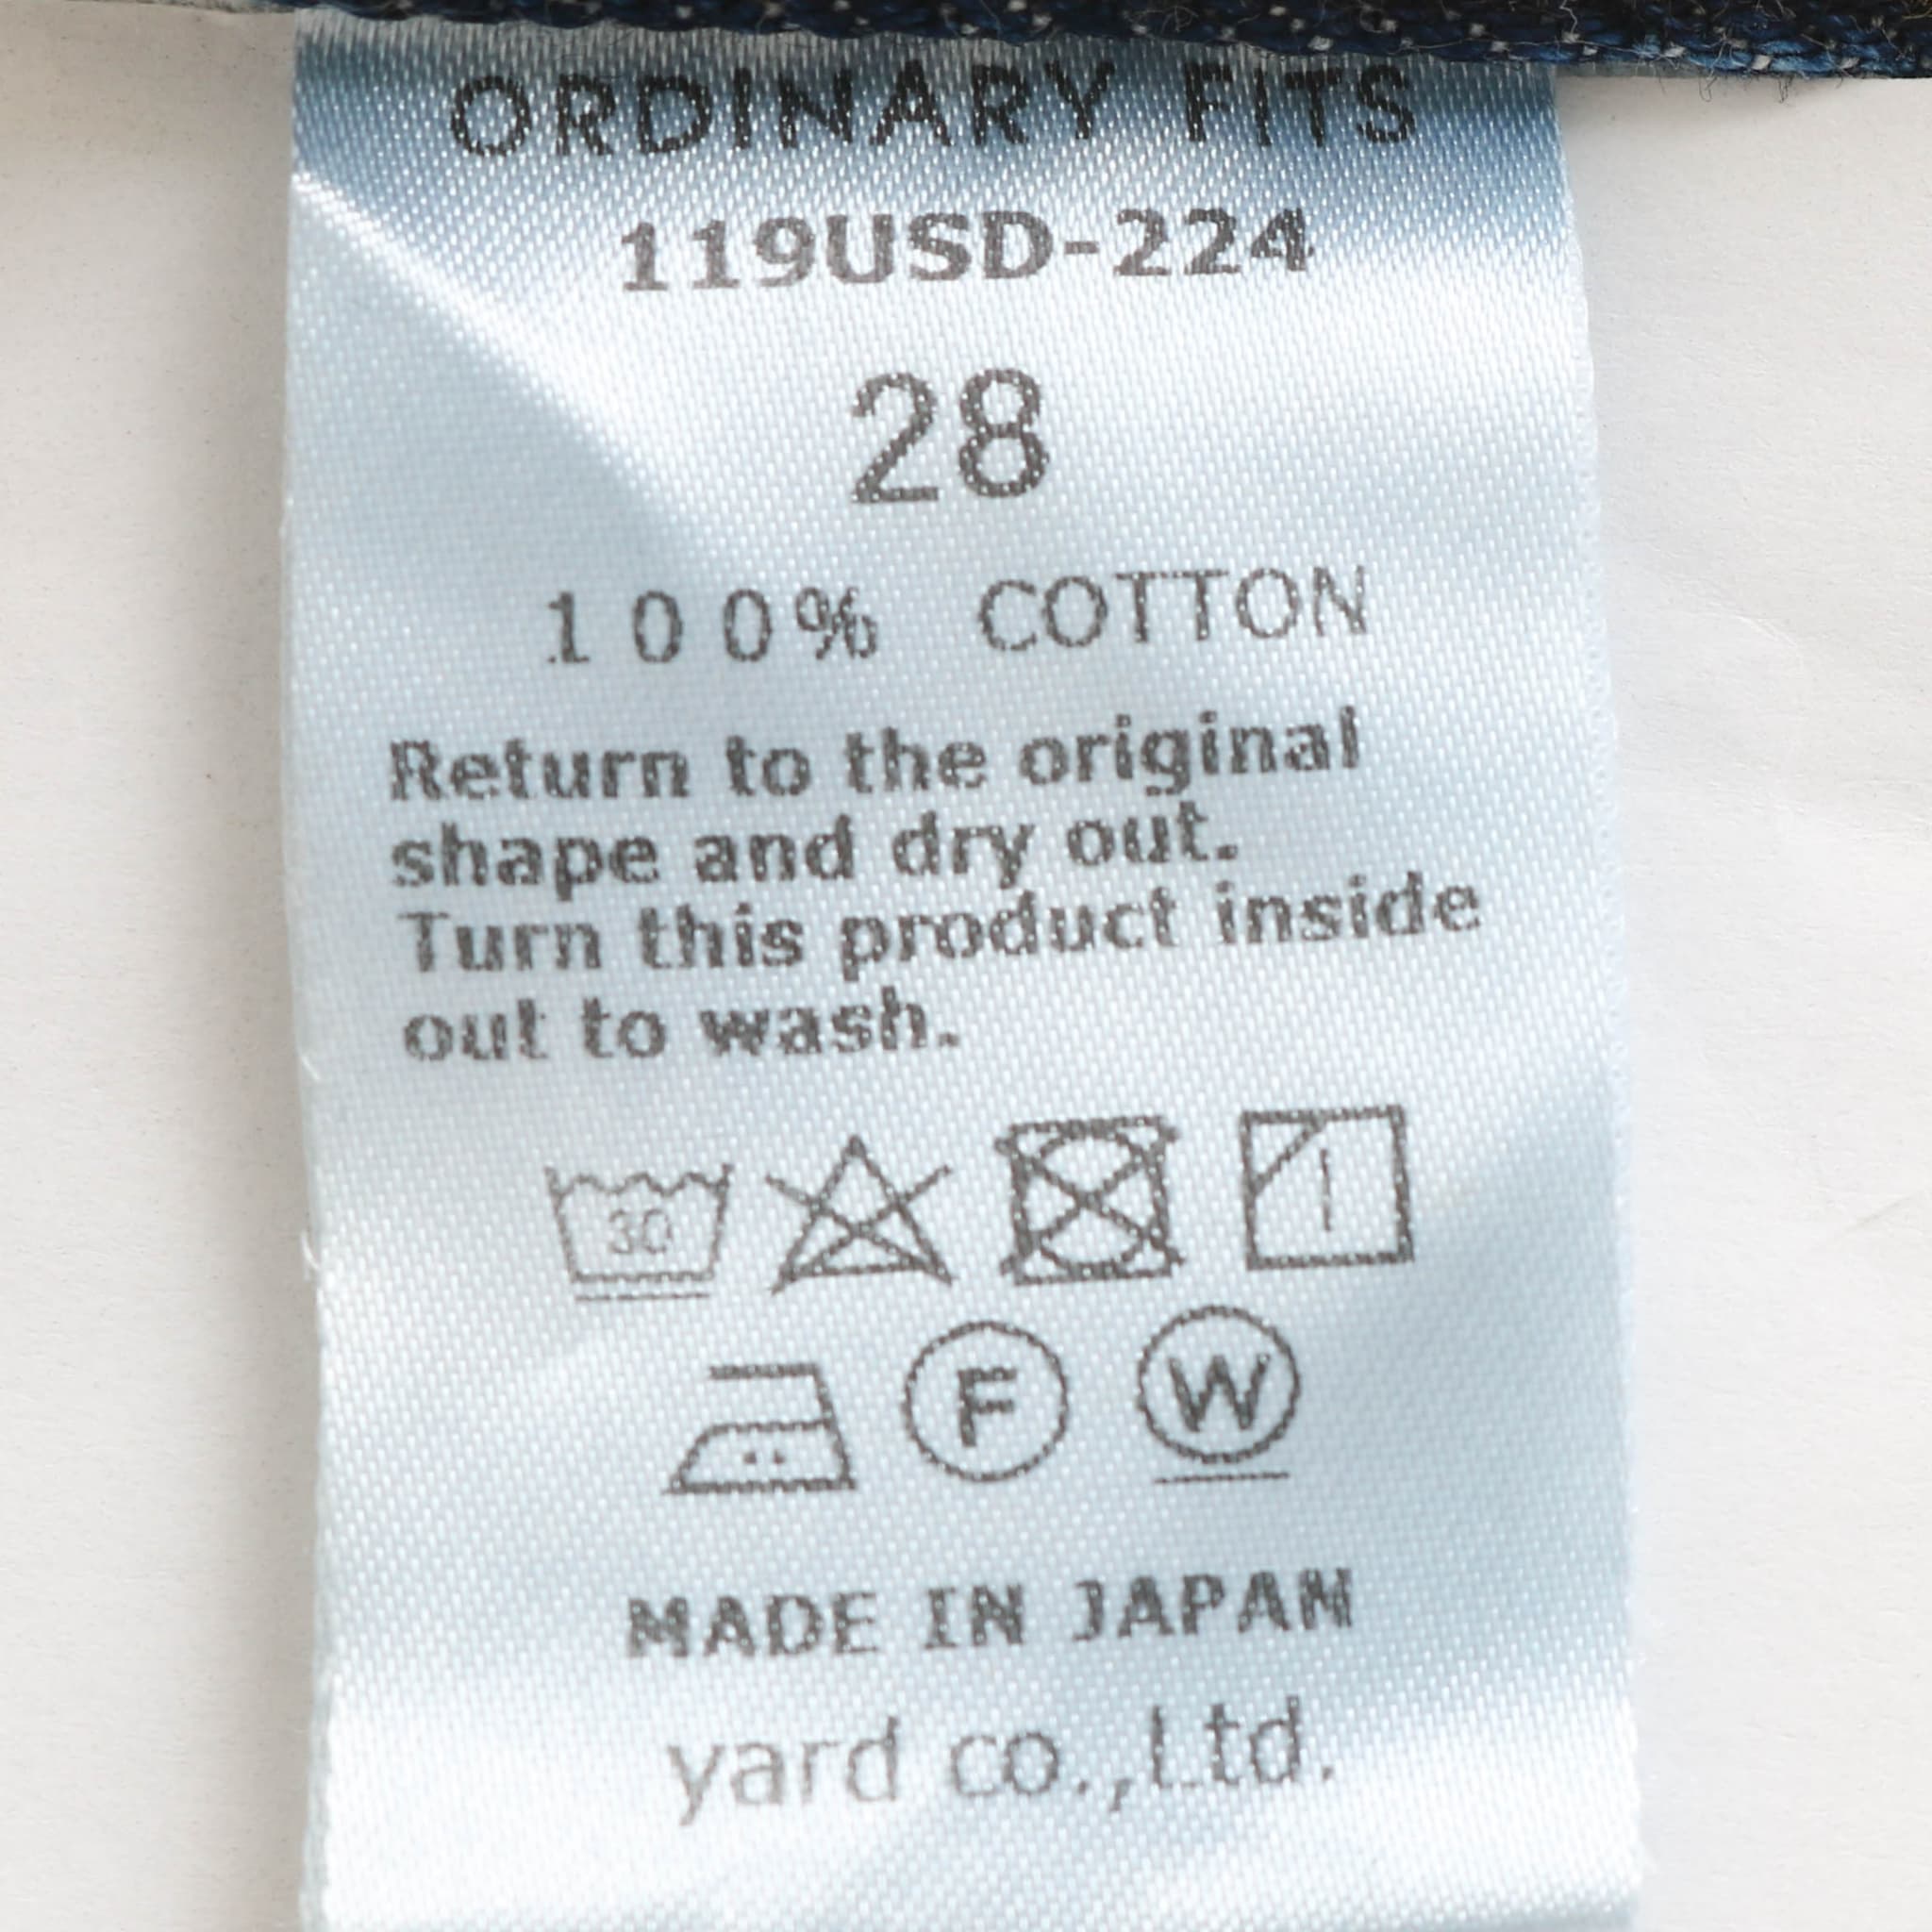 ORDINARY FITS
119USD-224
28
100% COTTON
Return to the original
shape and dry out.
Turn this product inside
out to wash.
30
F W
MADE IN JAPAN
yard co.,Ltd.